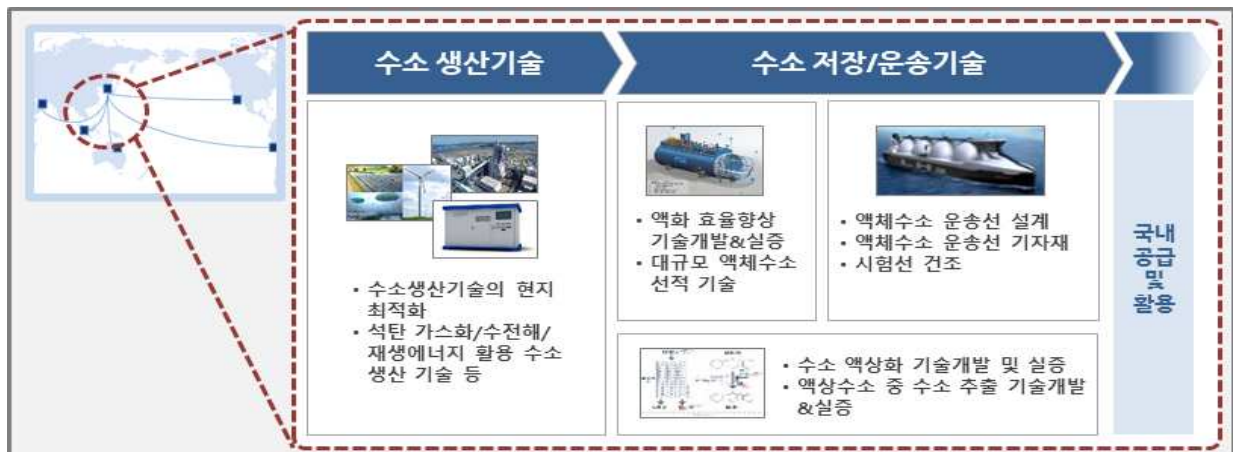 수소 생산기술
수소 저장/운송기술
• 수소생산기술의 현지
최적화
• 석탄 가스화/수전해/
재생에너지 활용 수소
생산 기술 등
• 액화 효율향상
기술개발&실증
• 대규모 액체수소
선적 기술
• 액체수소 운송선 설계
• 액체수소 운송선 기자재
• 시험선 건조
• 수소 액상화 기술개발 및 실증
• 액상수소 중 수소 추출 기술개발
&실증
국내
공급
및
활용